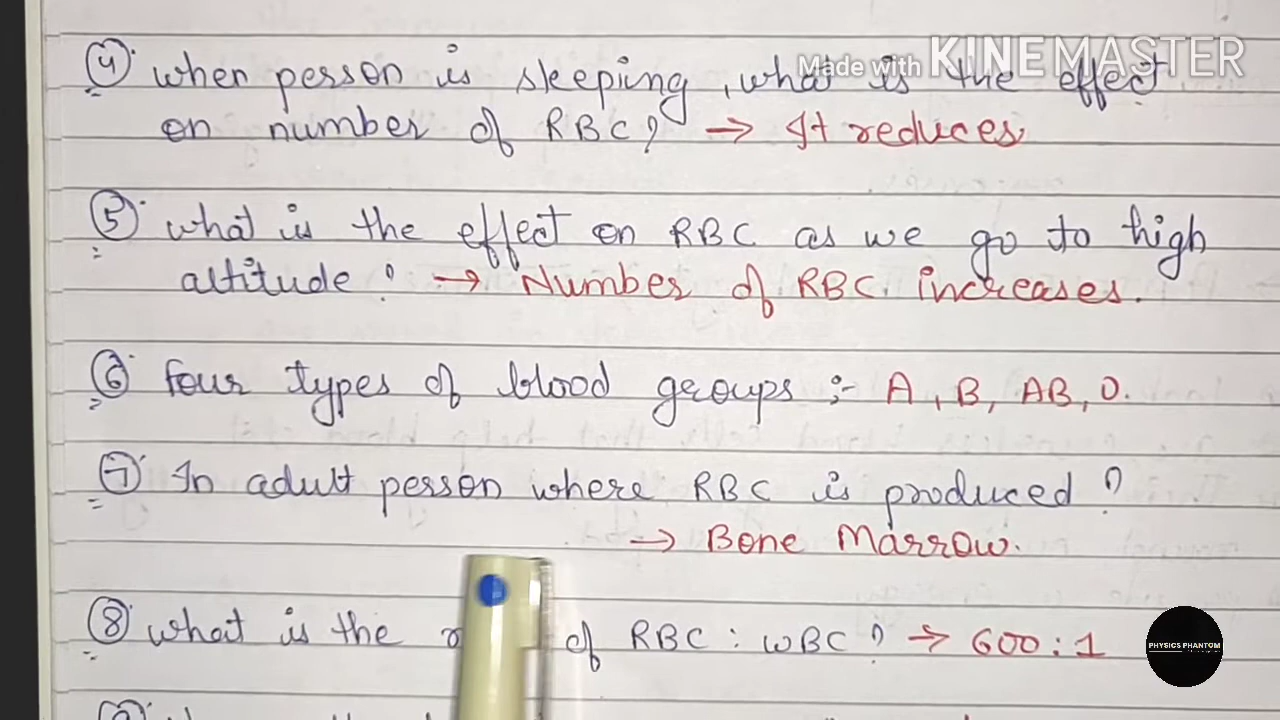 Made with KINEMASTER
④ when person is sleeping, what is the effect
on number of RBC? → It reduces
⑤ what is the effect on RBC as we go to high
altitude? → Number of RBC increases.
⑥ four types of blood groups :- A, B, AB, O.
⑦ In adult person where RBC is produced?
→ Bone Marrow.
⑧ what is the of RBC : WBC? → 600 : 1
PHYSICS PHANTOM